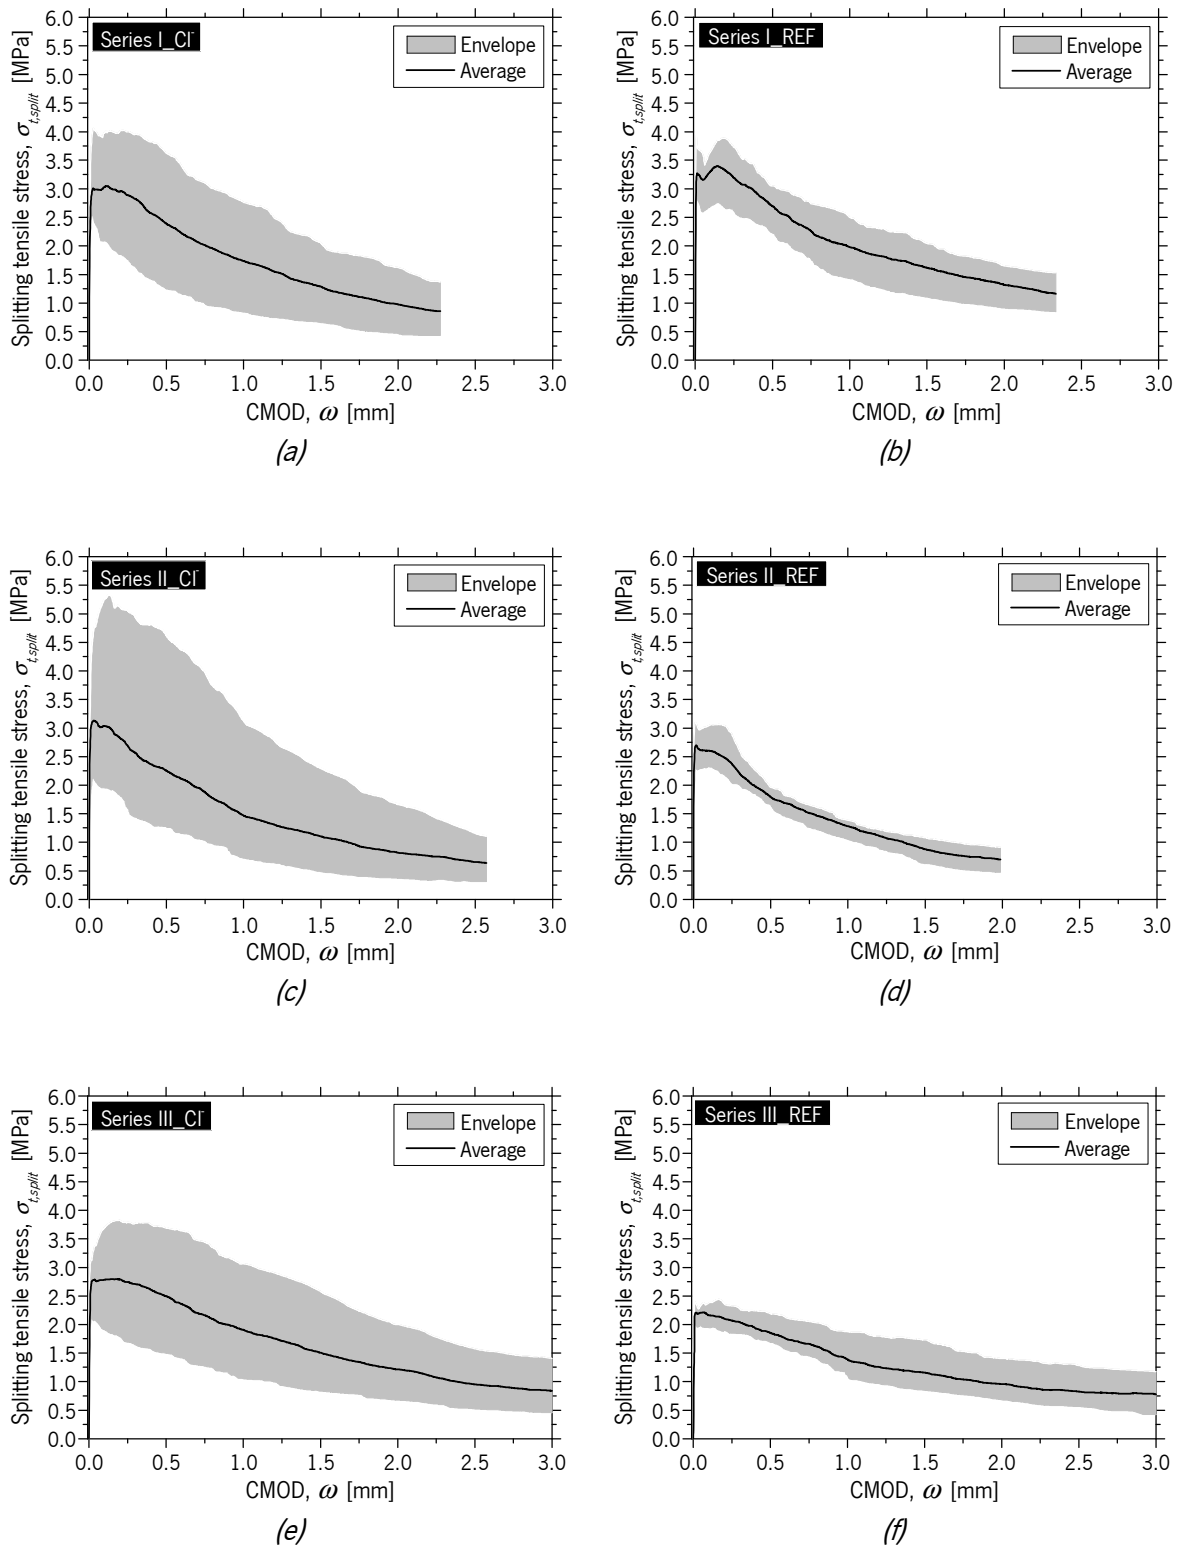 Series I_Cl⁻
Envelope
Average
Splitting tensile stress, σt,split [MPa]
6.0
5.5
5.0
4.5
4.0
3.5
3.0
2.5
2.0
1.5
1.0
0.5
0.0
0.0 0.5 1.0 1.5 2.0 2.5 3.0
CMOD, ω [mm]
(a)
Series I_REF
Envelope
Average
Splitting tensile stress, σt,split [MPa]
6.0
5.5
5.0
4.5
4.0
3.5
3.0
2.5
2.0
1.5
1.0
0.5
0.0
0.0 0.5 1.0 1.5 2.0 2.5 3.0
CMOD, ω [mm]
(b)
Series II_Cl⁻
Envelope
Average
Splitting tensile stress, σt,split [MPa]
6.0
5.5
5.0
4.5
4.0
3.5
3.0
2.5
2.0
1.5
1.0
0.5
0.0
0.0 0.5 1.0 1.5 2.0 2.5 3.0
CMOD, ω [mm]
(c)
Series II_REF
Envelope
Average
Splitting tensile stress, σt,split [MPa]
6.0
5.5
5.0
4.5
4.0
3.5
3.0
2.5
2.0
1.5
1.0
0.5
0.0
0.0 0.5 1.0 1.5 2.0 2.5 3.0
CMOD, ω [mm]
(d)
Series III_Cl⁻
Envelope
Average
Splitting tensile stress, σt,split [MPa]
6.0
5.5
5.0
4.5
4.0
3.5
3.0
2.5
2.0
1.5
1.0
0.5
0.0
0.0 0.5 1.0 1.5 2.0 2.5 3.0
CMOD, ω [mm]
(e)
Series III_REF
Envelope
Average
Splitting tensile stress, σt,split [MPa]
6.0
5.5
5.0
4.5
4.0
3.5
3.0
2.5
2.0
1.5
1.0
0.5
0.0
0.0 0.5 1.0 1.5 2.0 2.5 3.0
CMOD, ω [mm]
(f)